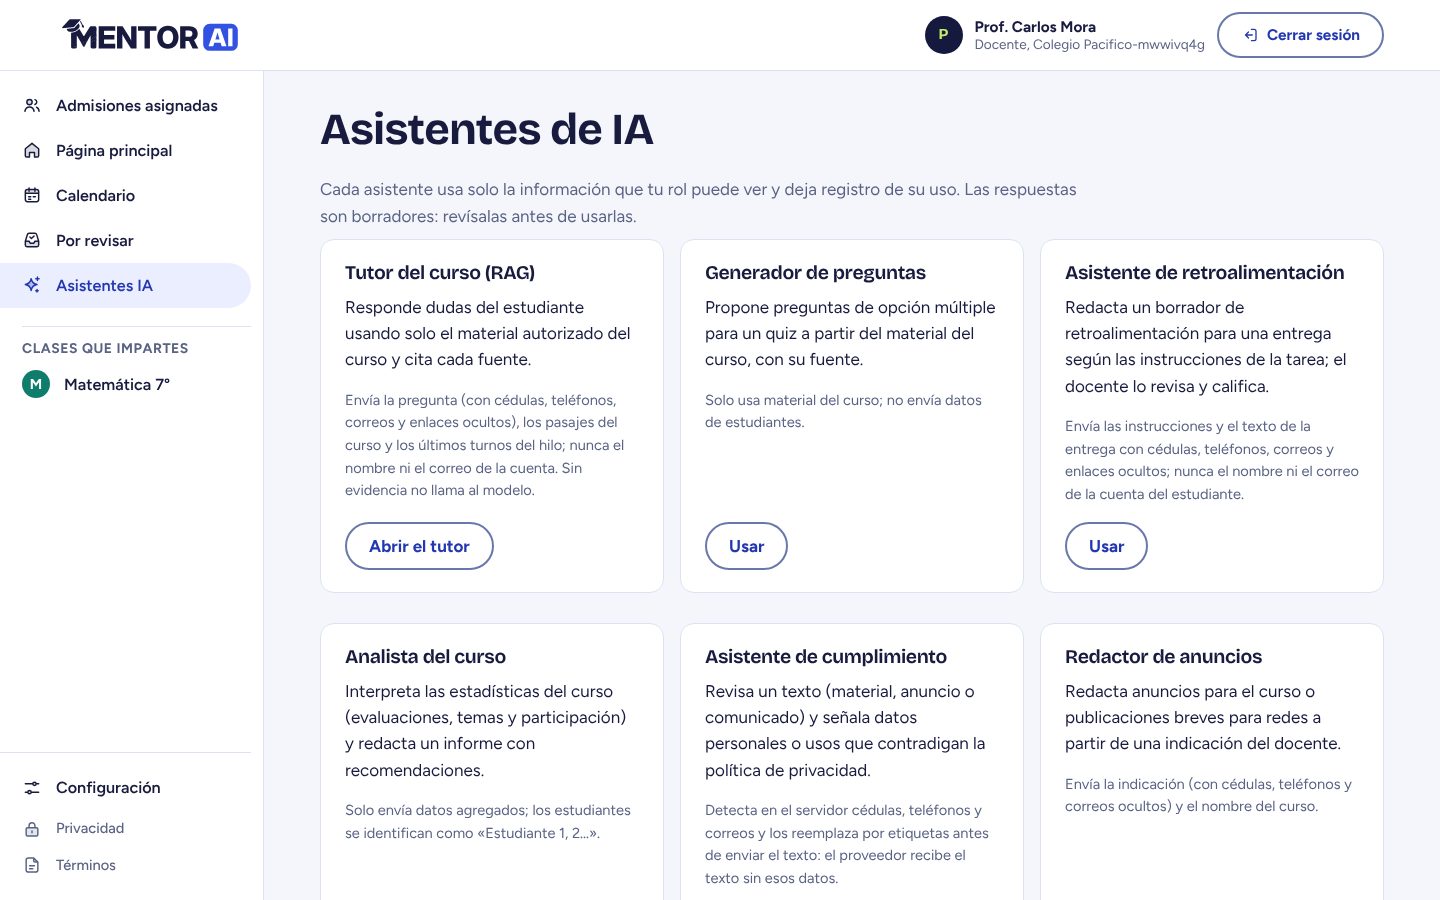 MENTOR AI
P
Prof. Carlos Mora
Docente, Colegio Pacifico-mwwivq4g
Cerrar sesión
Admisiones asignadas
Página principal
Calendario
Por revisar
Asistentes IA
CLASES QUE IMPARTES
M
Matemática 7°
Configuración
Privacidad
Términos
Asistentes de IA
Cada asistente usa solo la información que tu rol puede ver y deja registro de su uso. Las respuestas
son borradores: revísalas antes de usarlas.
Tutor del curso (RAG)
Responde dudas del estudiante
usando solo el material autorizado del
curso y cita cada fuente.
Envía la pregunta (con cédulas, teléfonos,
correos y enlaces ocultos), los pasajes del
curso y los últimos turnos del hilo; nunca el
nombre ni el correo de la cuenta. Sin
evidencia no llama al modelo.
Abrir el tutor
Generador de preguntas
Propone preguntas de opción múltiple
para un quiz a partir del material del
curso, con su fuente.
Solo usa material del curso; no envía datos
de estudiantes.
Usar
Asistente de retroalimentación
Redacta un borrador de
retroalimentación para una entrega
según las instrucciones de la tarea; el
docente lo revisa y califica.
Envía las instrucciones y el texto de la
entrega con cédulas, teléfonos, correos y
enlaces ocultos; nunca el nombre ni el correo
de la cuenta del estudiante.
Usar
Analista del curso
Interpreta las estadísticas del curso
(evaluaciones, temas y participación)
y redacta un informe con
recomendaciones.
Solo envía datos agregados; los estudiantes
se identifican como «Estudiante 1, 2…».
Asistente de cumplimiento
Revisa un texto (material, anuncio o
comunicado) y señala datos
personales o usos que contradigan la
política de privacidad.
Detecta en el servidor cédulas, teléfonos y
correos y los reemplaza por etiquetas antes
de enviar el texto: el proveedor recibe el
texto sin esos datos.
Redactor de anuncios
Redacta anuncios para el curso o
publicaciones breves para redes a
partir de una indicación del docente.
Envía la indicación (con cédulas, teléfonos y
correos ocultos) y el nombre del curso.